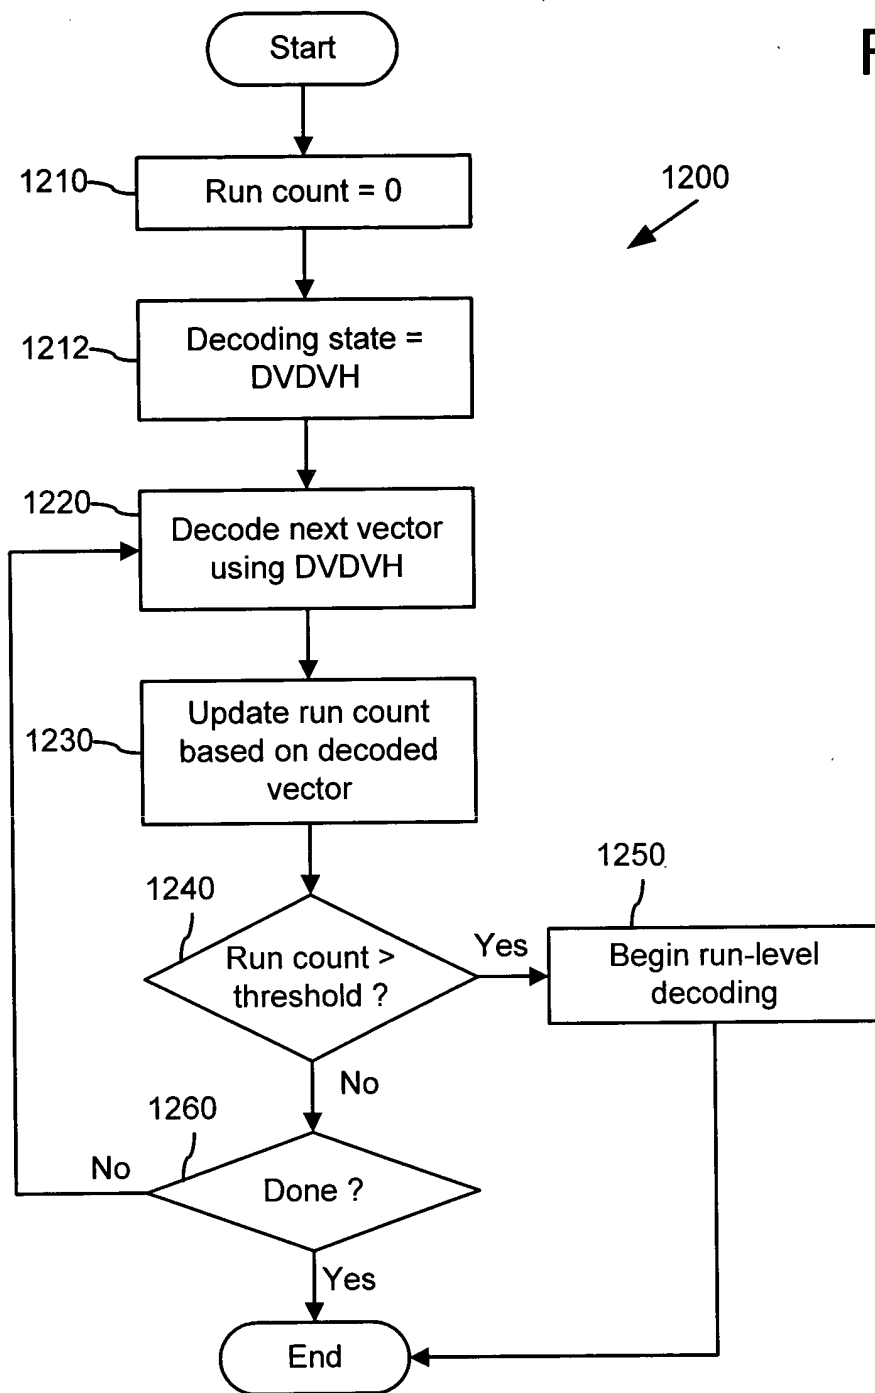 Start
F
1210
Run count = 0
1200
1212
Decoding state =
DVDVH
1220
Decode next vector
using DVDVH
1230
Update run count
based on decoded
vector
1240
Run count >
threshold ?
Yes
1250
Begin run-level
decoding
No
1260
No
Done ?
Yes
End